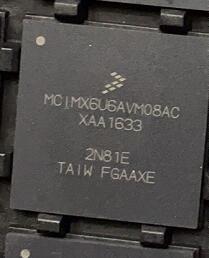 MCIMX6U6AVM08AC
XAA1633
2N81E
TAIW FGAAXE